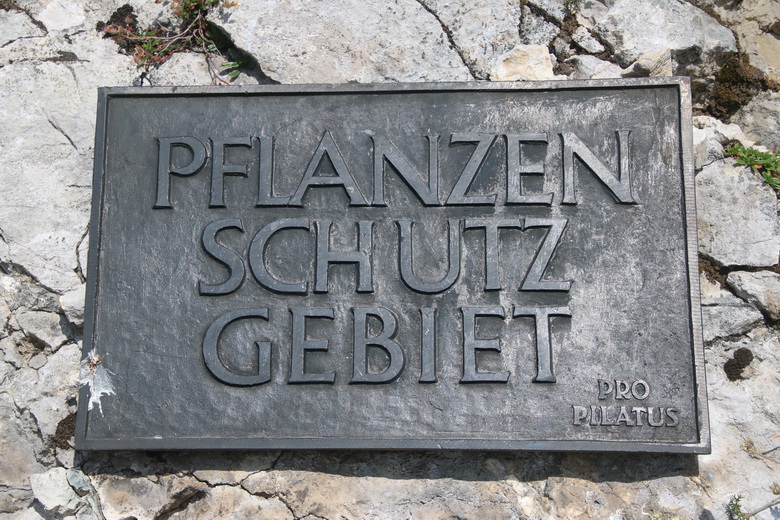 PFLANZEN
SCHUTZ
GEBIET
PRO
PILATUS